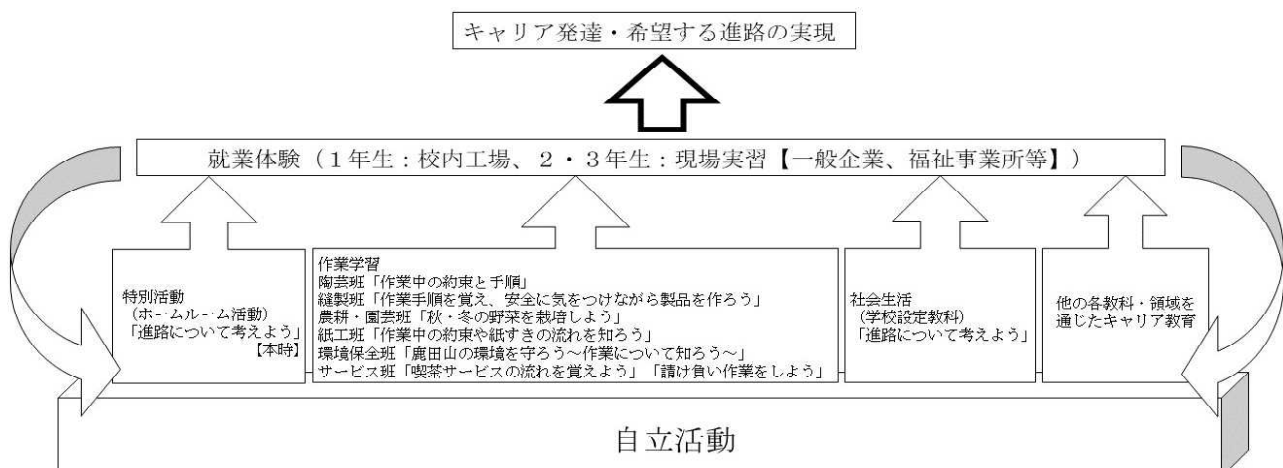 キャリア発達・希望する進路の実現
就業体験（１年生：校内工場、２・３年生：現場実習【一般企業、福祉事業所等】）
特別活動
（ホームルーム活動）
「進路について考えよう」
【本時】
作業学習
陶芸班「作業中の約束と手順」
縫製班「作業手順を覚え、安全に気をつけながら製品を作ろう」
農耕・園芸班「秋・冬の野菜を栽培しよう」
紙工班「作業中の約束や紙すきの流れを知ろう」
環境保全班「鹿田山の環境を守ろう～作業について知ろう～」
サービス班「喫茶サービスの流れを覚えよう」「請け負い作業をしよう」
社会生活
（学校設定教科）
「進路について考えよう」
他の各教科・領域を
通じたキャリア教育
自立活動